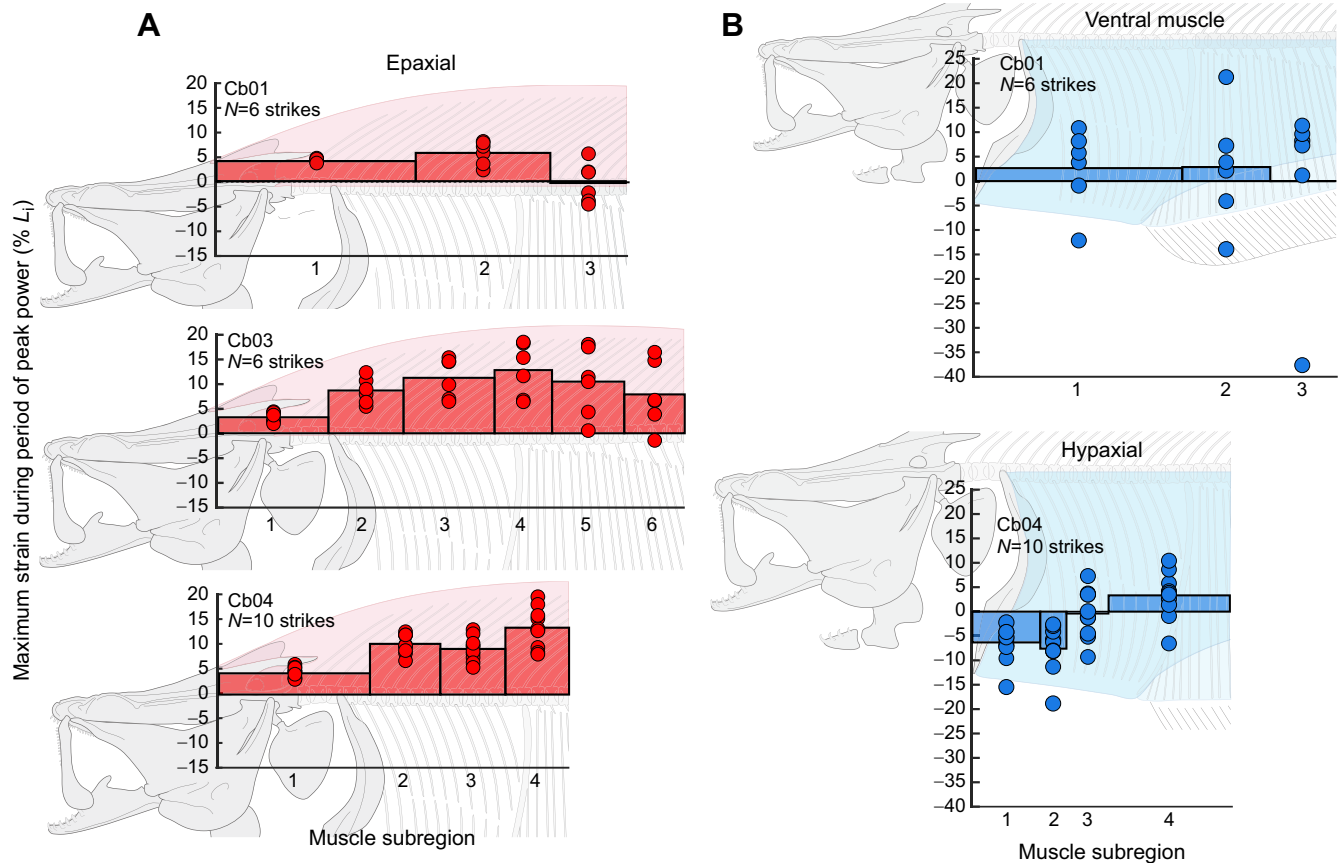 A
Epaxial
Maximum strain during period of peak power (% Li)
Cb01
N=6 strikes
20
15
10
5
0
–5
–10
–15
1 2 3
Cb03
N=6 strikes
20
15
10
5
0
–5
–10
–15
1 2 3 4 5 6
Cb04
N=10 strikes
20
15
10
5
0
–5
–10
–15
1 2 3 4
Muscle subregion
B
Ventral muscle
Cb01
N=6 strikes
25
20
15
10
5
0
–5
–10
–15
–20
–25
–30
–35
–40
1 2 3
Hypaxial
Cb04
N=10 strikes
25
20
15
10
5
0
–5
–10
–15
–20
–25
–30
–35
–40
1 2 3 4
Muscle subregion